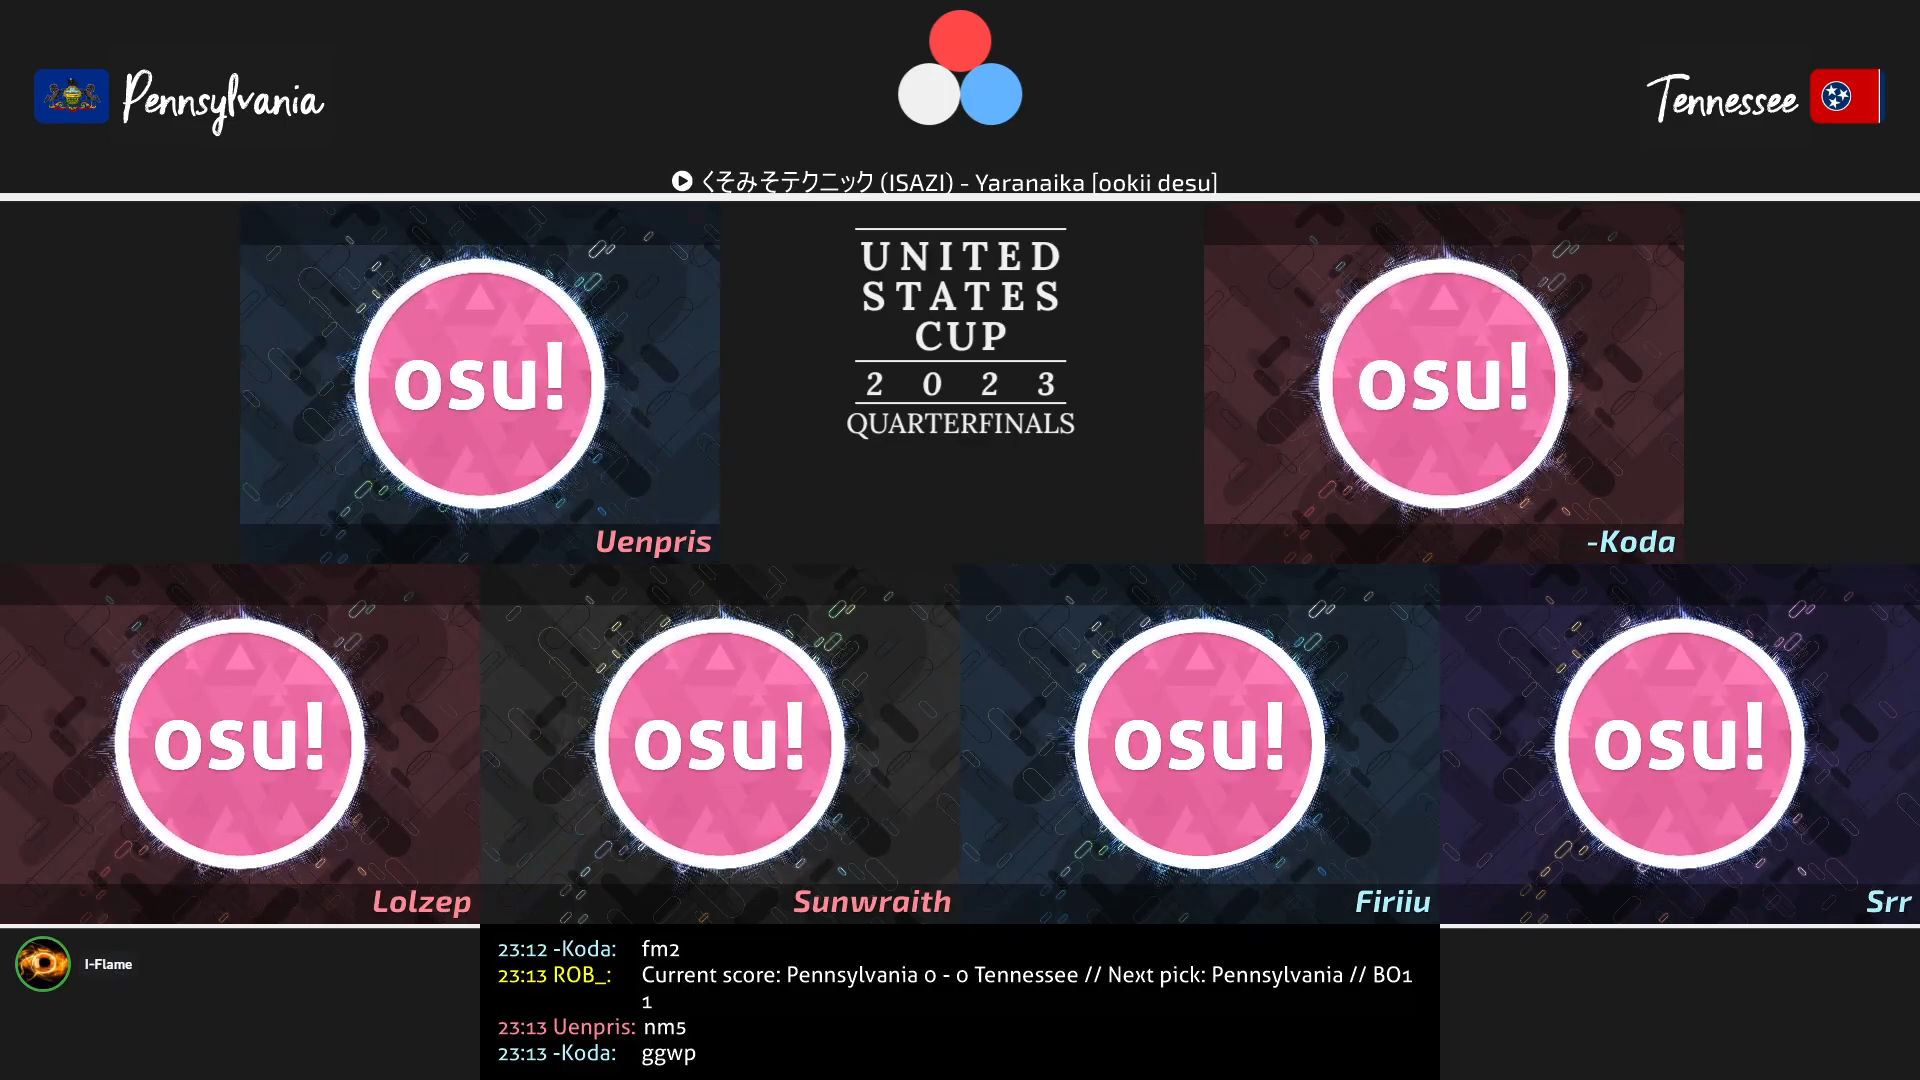 Pennsylvania
Tennessee
くそみそテクニック (ISAZI) - Yaranaika [ookii desu]
UNITED
STATES
CUP
2 0 2 3
QUARTERFINALS
osu!
osu!
Uenpris
-Koda
osu!
osu!
osu!
osu!
Lolzep
Sunwraith
Firiiu
Srr
I-Flame
23:12 -Koda: fm2
23:13 ROB_: Current score: Pennsylvania 0 - 0 Tennessee // Next pick: Pennsylvania // BO1
1
23:13 Uenpris: nm5
23:13 -Koda: ggwp